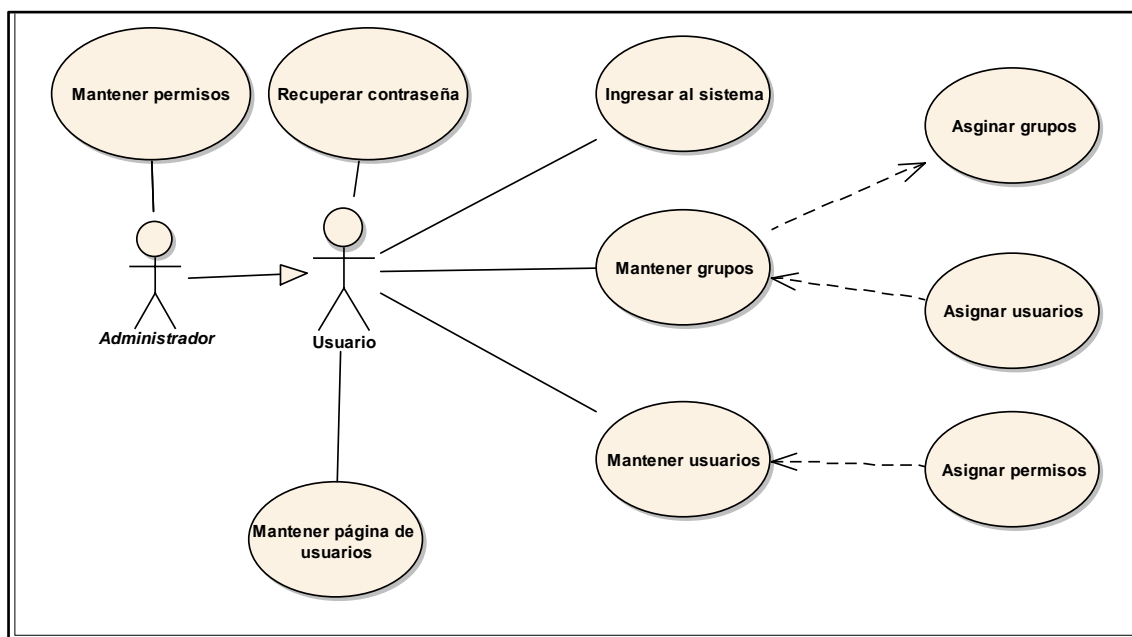 Mantener permisos
Recuperar contraseña
Ingresar al sistema
Asginar grupos
Mantener grupos
Asignar usuarios
Administrador
Usuario
Mantener usuarios
Asignar permisos
Mantener página de
usuarios